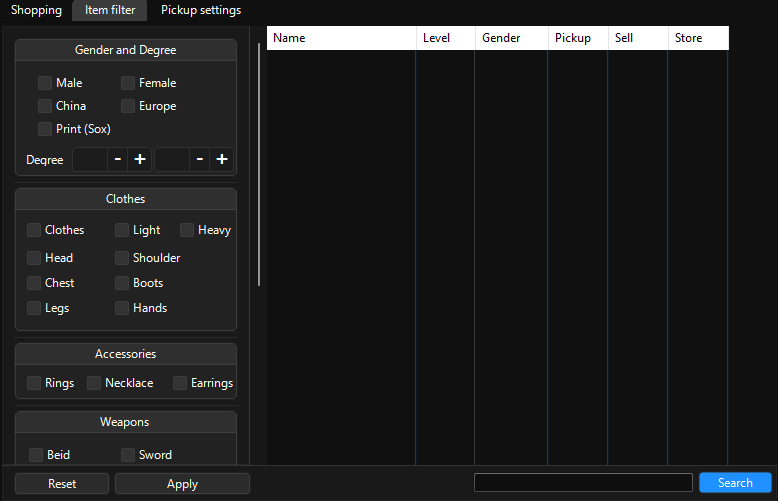 Shopping Item filter Pickup settings
Gender and Degree
Male Female
China Europe
Print (Sox)
Degree - + - +
Clothes
Clothes Light Heavy
Head Shoulder
Chest Boots
Legs Hands
Accessories
Rings Necklace Earrings
Weapons
Beid Sword
Reset Apply
Name Level Gender Pickup Sell Store
Search